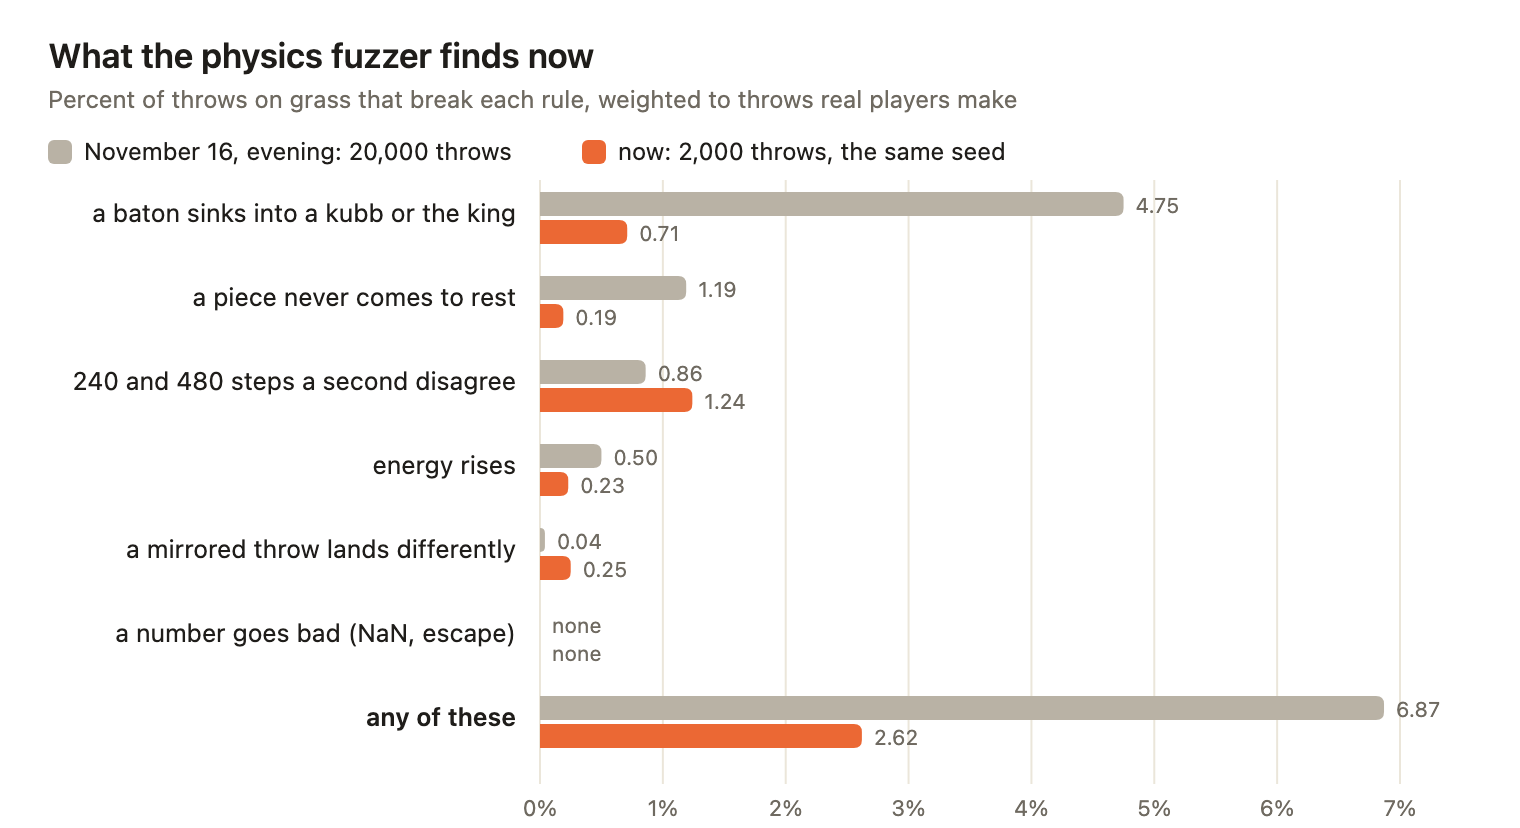 What the physics fuzzer finds now
Percent of throws on grass that break each rule, weighted to throws real players make
November 16, evening: 20,000 throws
now: 2,000 throws, the same seed
a baton sinks into a kubb or the king
4.75
0.71
a piece never comes to rest
1.19
0.19
240 and 480 steps a second disagree
0.86
1.24
energy rises
0.50
0.23
a mirrored throw lands differently
0.04
0.25
a number goes bad (NaN, escape)
none
none
any of these
6.87
2.62
0% 1% 2% 3% 4% 5% 6% 7%